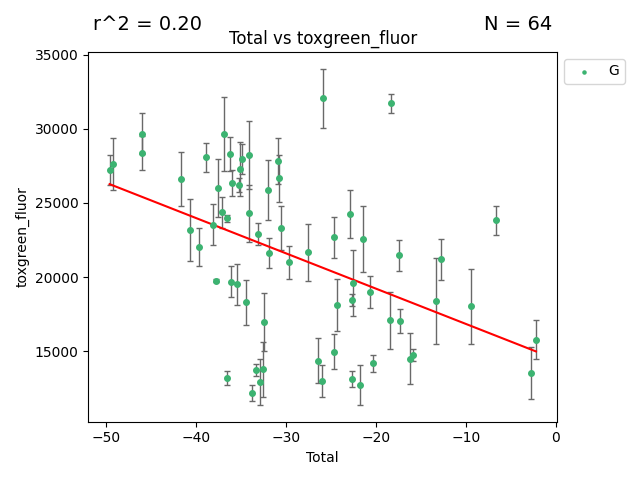 r^2 = 0.20
N = 64
Total vs toxgreen_fluor
G
toxgreen_fluor
35000
30000
25000
20000
15000
−50 −40 −30 −20 −10 0
Total